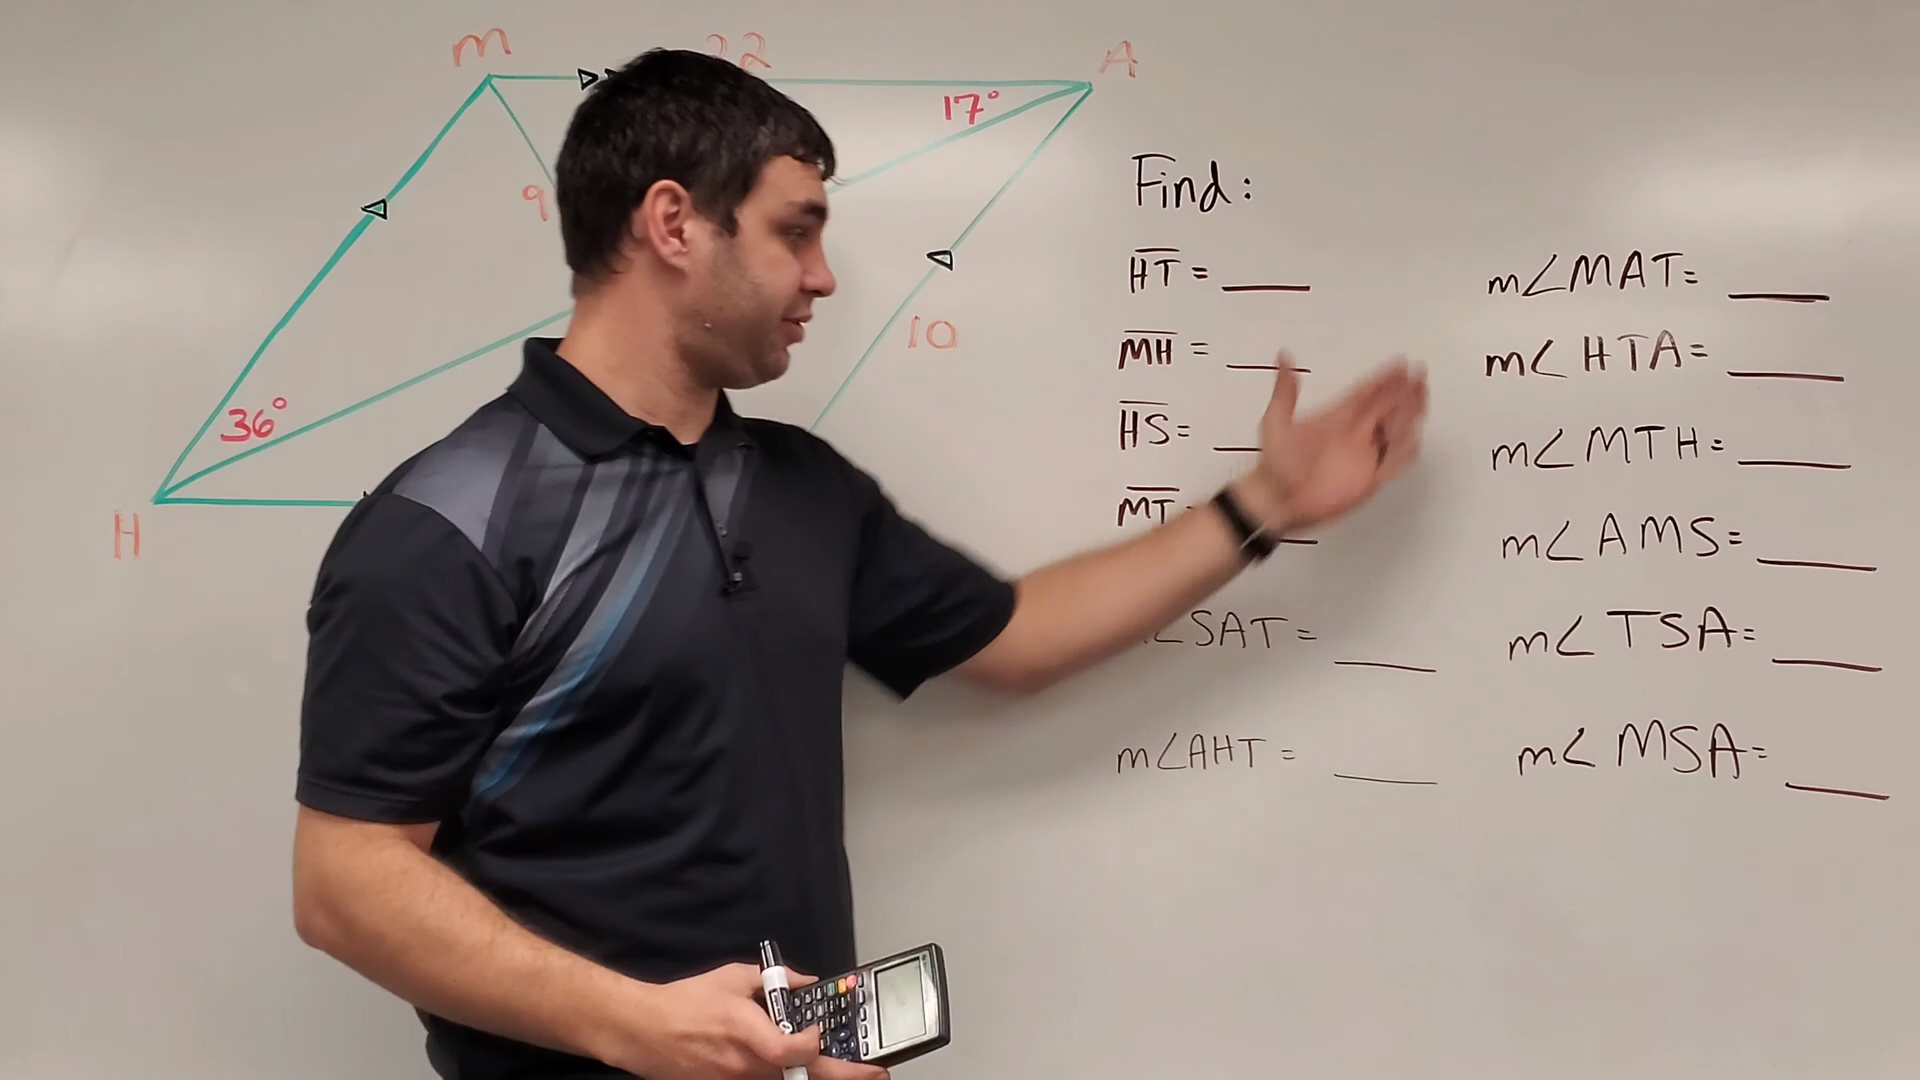 M
22
A
17°
9
10
36°
H
Find:
HT = ___
MH = ___
HS = ___
MT =
SAT = ___
m∠AHT = ___
m∠MAT = ___
m∠HTA = ___
m∠MTH = ___
m∠AMS = ___
m∠TSA = ___
m∠MSA = ___